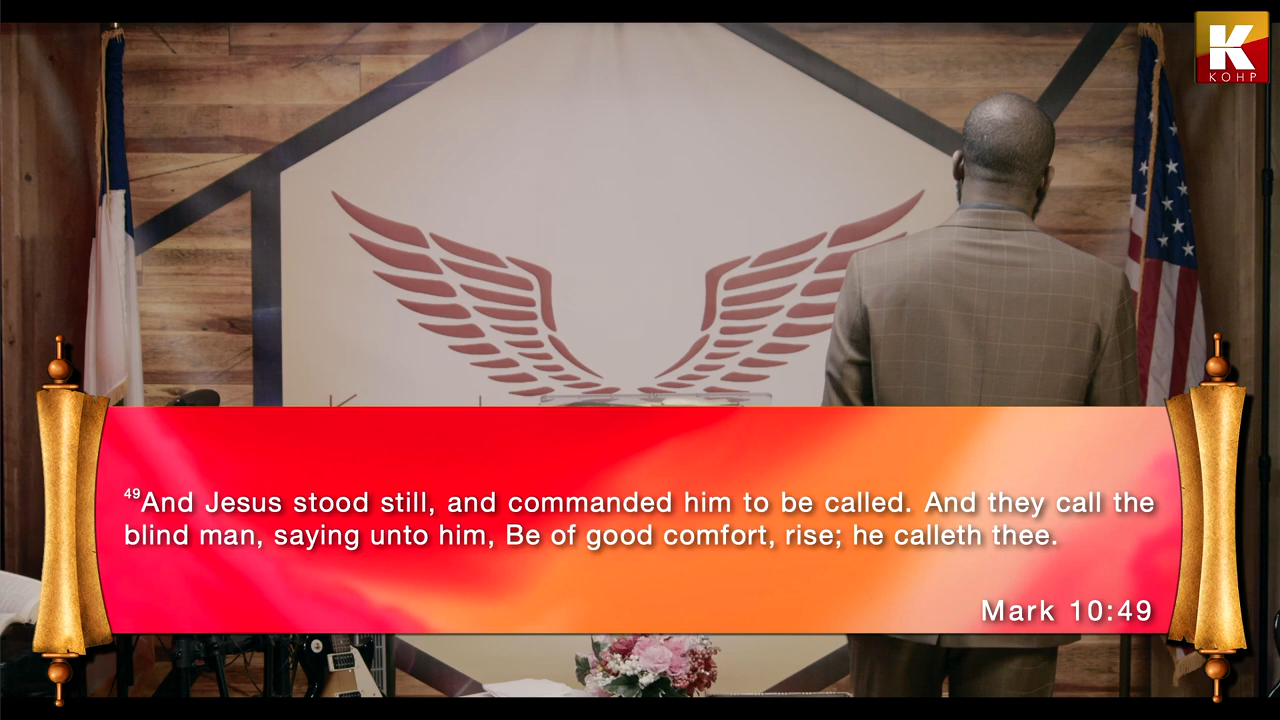 K
KOHP
⁴⁹And Jesus stood still, and commanded him to be called. And they call the
blind man, saying unto him, Be of good comfort, rise; he calleth thee.
Mark 10:49